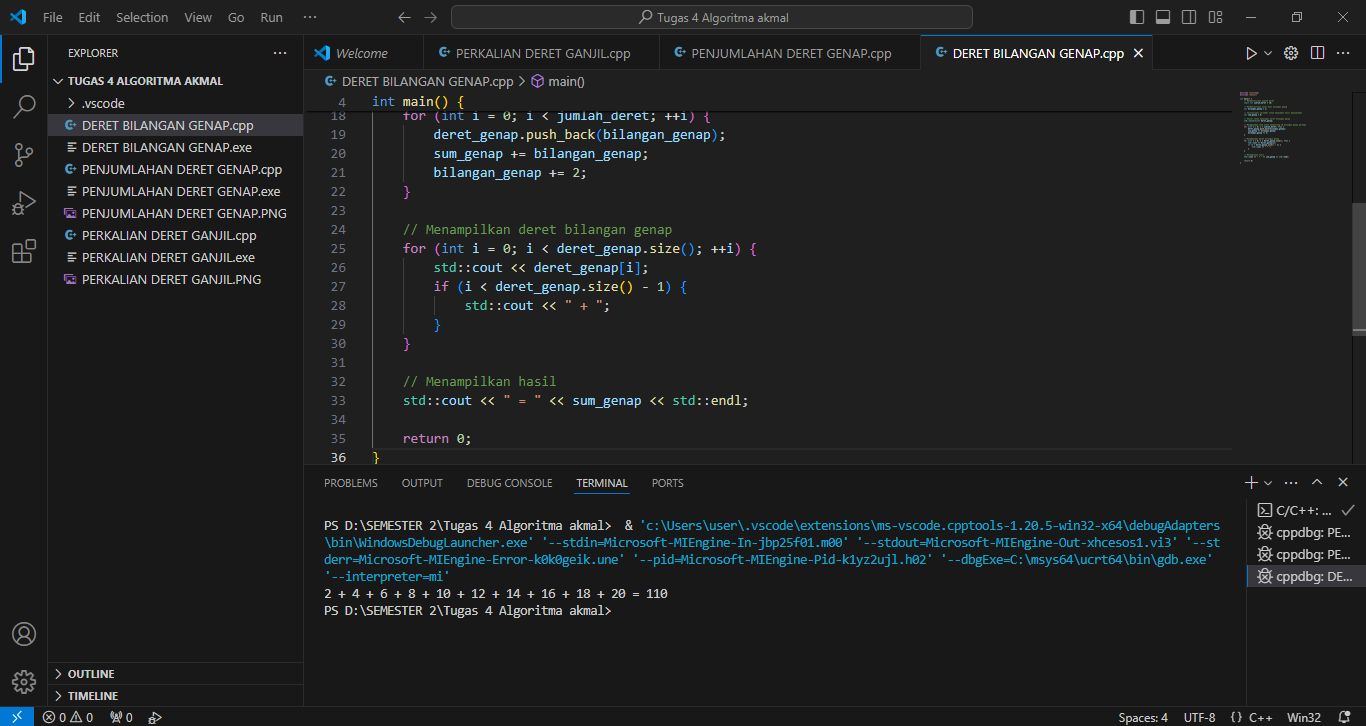 File Edit Selection View Go Run ···
Tugas 4 Algoritma akmal
EXPLORER
TUGAS 4 ALGORITMA AKMAL
.vscode
DERET BILANGAN GENAP.cpp
DERET BILANGAN GENAP.exe
PENJUMLAHAN DERET GENAP.cpp
PENJUMLAHAN DERET GENAP.exe
PENJUMLAHAN DERET GENAP.PNG
PERKALIAN DERET GANJIL.cpp
PERKALIAN DERET GANJIL.exe
PERKALIAN DERET GANJIL.PNG
OUTLINE
TIMELINE
Welcome PERKALIAN DERET GANJIL.cpp PENJUMLAHAN DERET GENAP.cpp DERET BILANGAN GENAP.cpp
DERET BILANGAN GENAP.cpp > main()
4 int main() {
18 for (int i = 0; i < jumlah_deret; ++i) {
19 deret_genap.push_back(bilangan_genap);
20 sum_genap += bilangan_genap;
21 bilangan_genap += 2;
22 }
23
24 // Menampilkan deret bilangan genap
25 for (int i = 0; i < deret_genap.size(); ++i) {
26 std::cout << deret_genap[i];
27 if (i < deret_genap.size() - 1) {
28 std::cout << " + ";
29 }
30 }
31
32 // Menampilkan hasil
33 std::cout << " = " << sum_genap << std::endl;
34
35 return 0;
36 }
PROBLEMS OUTPUT DEBUG CONSOLE TERMINAL PORTS
PS D:\SEMESTER 2\Tugas 4 Algoritma akmal>  & 'c:\Users\user\.vscode\extensions\ms-vscode.cpptools-1.20.5-win32-x64\debugAdapters
\bin\WindowsDebugLauncher.exe' '--stdin=Microsoft-MIEngine-In-jbp25f01.m00' '--stdout=Microsoft-MIEngine-Out-xhcesos1.vi3' '--st
derr=Microsoft-MIEngine-Error-k0k0geik.une' '--pid=Microsoft-MIEngine-Pid-k1yz2ujl.h02' '--dbgExe=C:\msys64\ucrt64\bin\gdb.exe'
'--interpreter=mi'
2 + 4 + 6 + 8 + 10 + 12 + 14 + 16 + 18 + 20 = 110
PS D:\SEMESTER 2\Tugas 4 Algoritma akmal>
C/C++: ...
cppdbg: PE...
cppdbg: PE...
cppdbg: DE...
0 0 0 Spaces: 4 UTF-8 {} C++ Win32